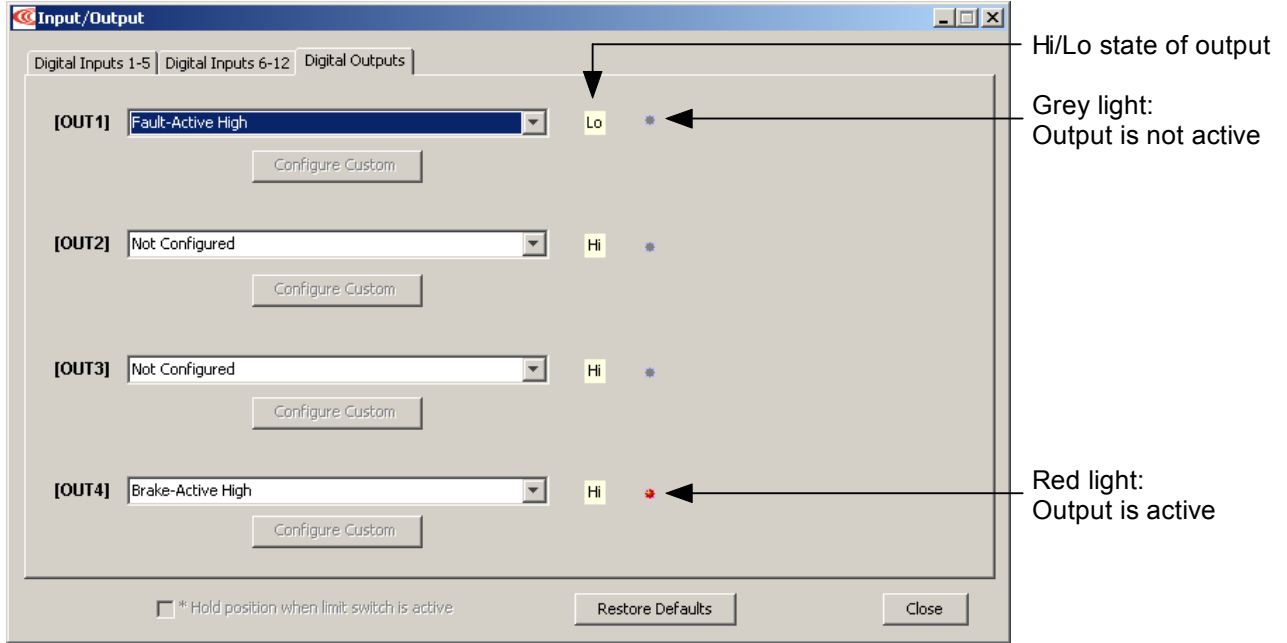 Input/Output
Digital Inputs 1-5 Digital Inputs 6-12 Digital Outputs
Hi/Lo state of output
[OUT1] Fault-Active High Lo
Grey light:
Output is not active
Configure Custom
[OUT2] Not Configured Hi
Configure Custom
[OUT3] Not Configured Hi
Configure Custom
[OUT4] Brake-Active High Hi
Red light:
Output is active
Configure Custom
* Hold position when limit switch is active Restore Defaults Close